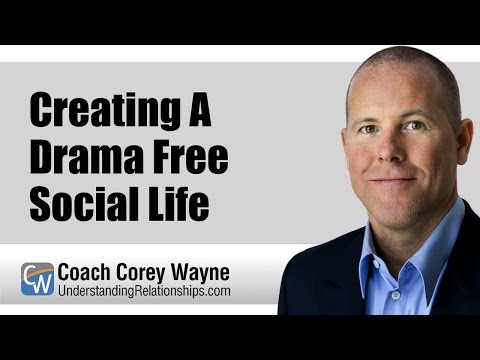 Creating A
Drama Free
Social Life
CW
Coach Corey Wayne
UnderstandingRelationships.com